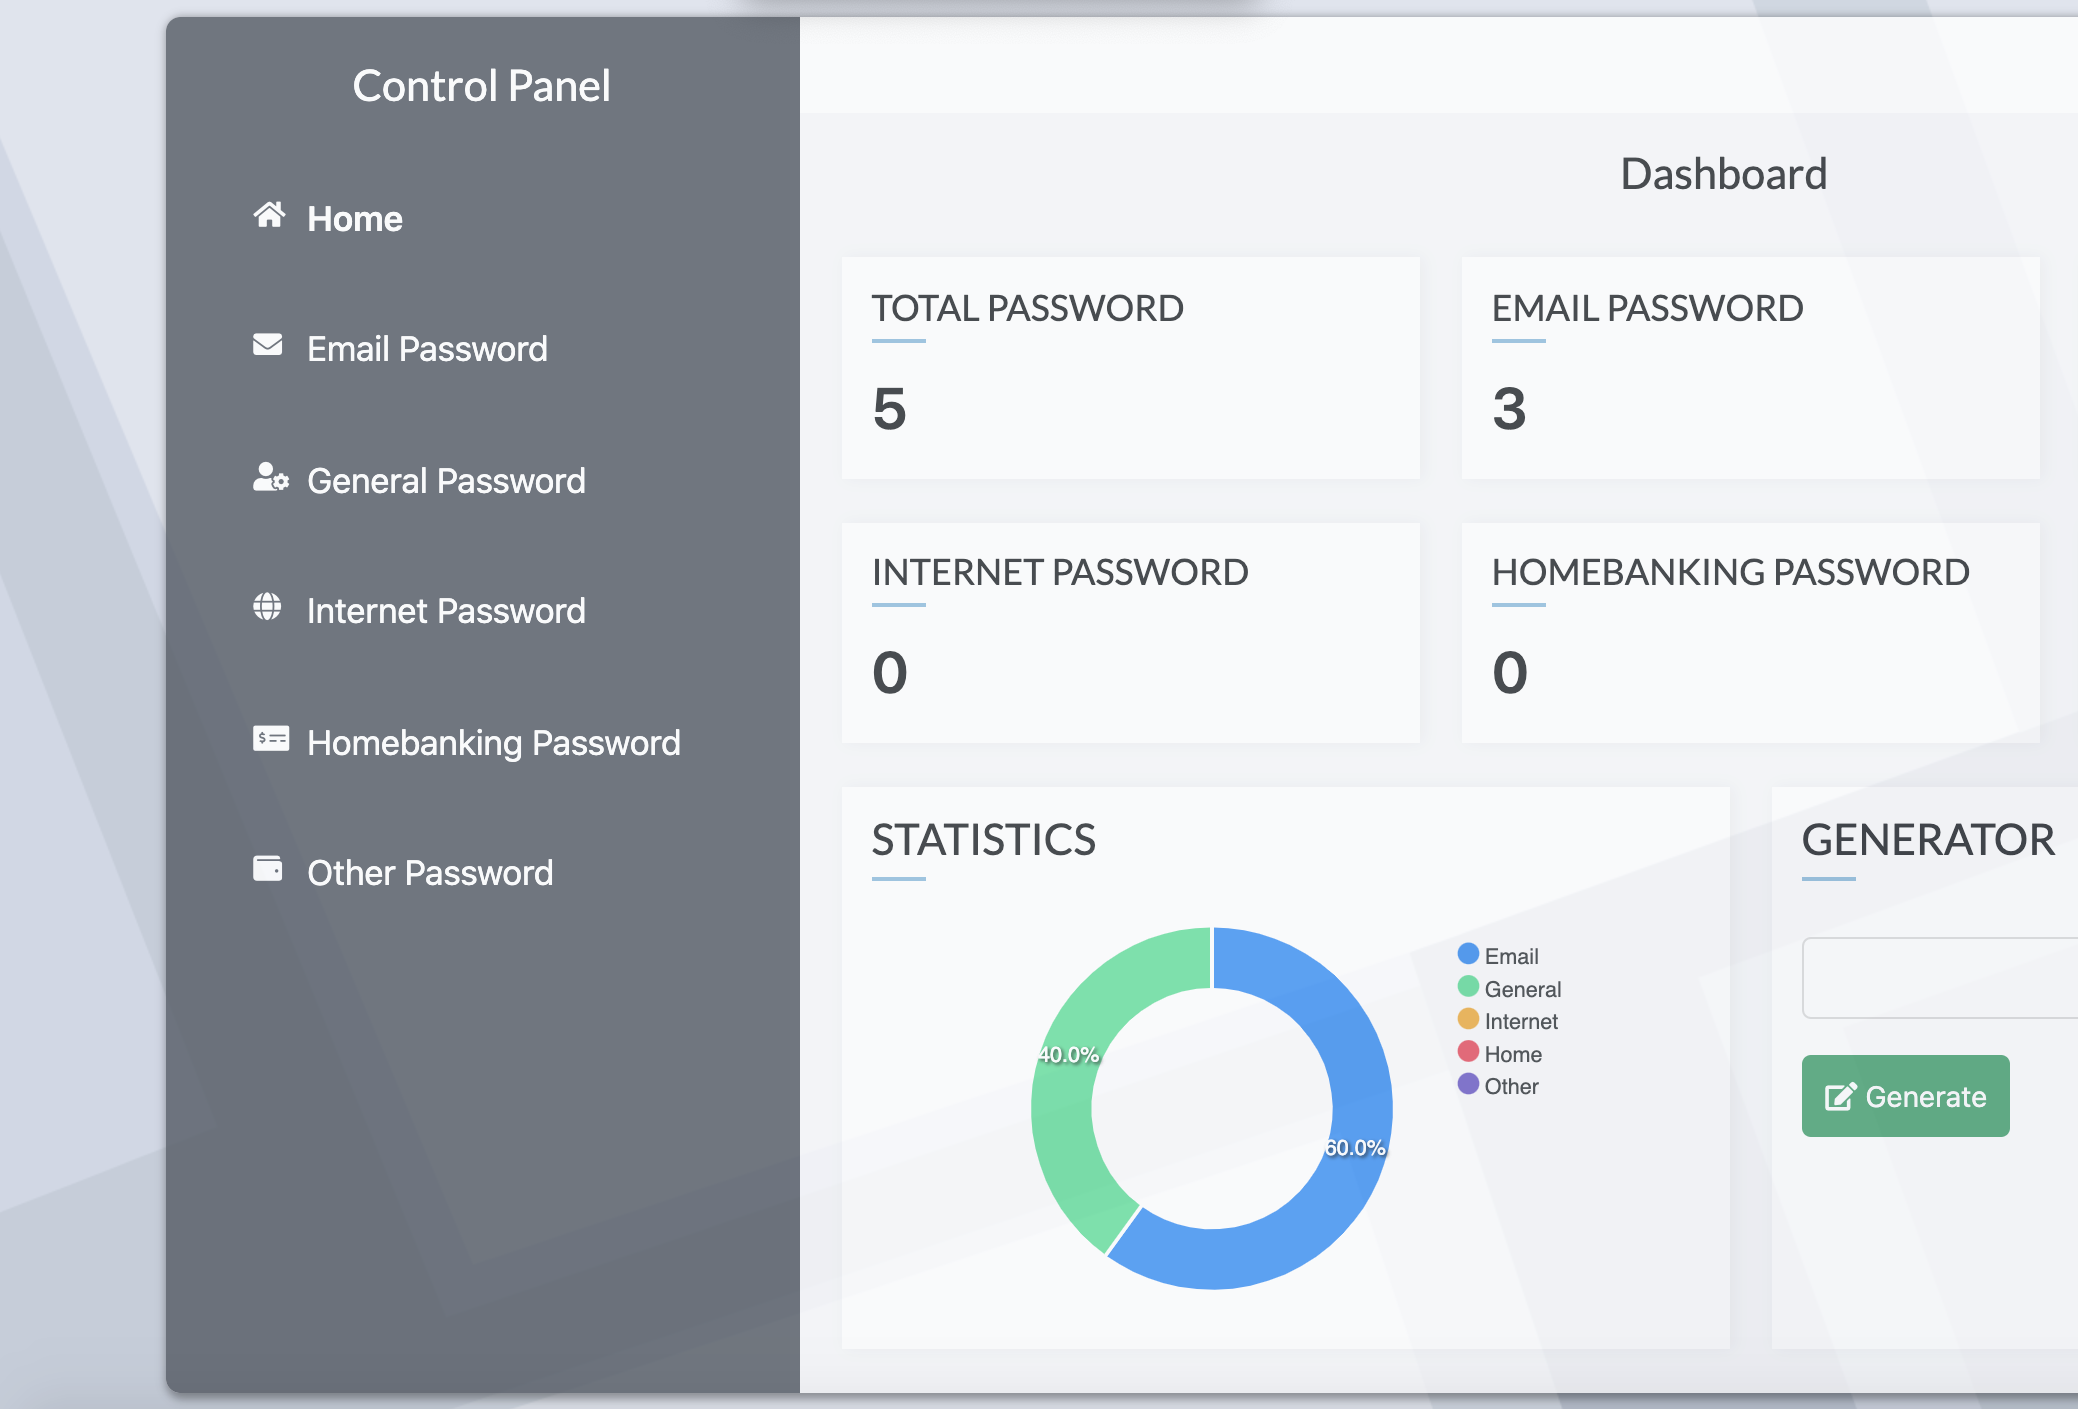 Control Panel
Home
Email Password
General Password
Internet Password
Homebanking Password
Other Password
Dashboard
TOTAL PASSWORD
5
EMAIL PASSWORD
3
INTERNET PASSWORD
0
HOMEBANKING PASSWORD
0
STATISTICS
40.0%
60.0%
Email
General
Internet
Home
Other
GENERATOR
Generate